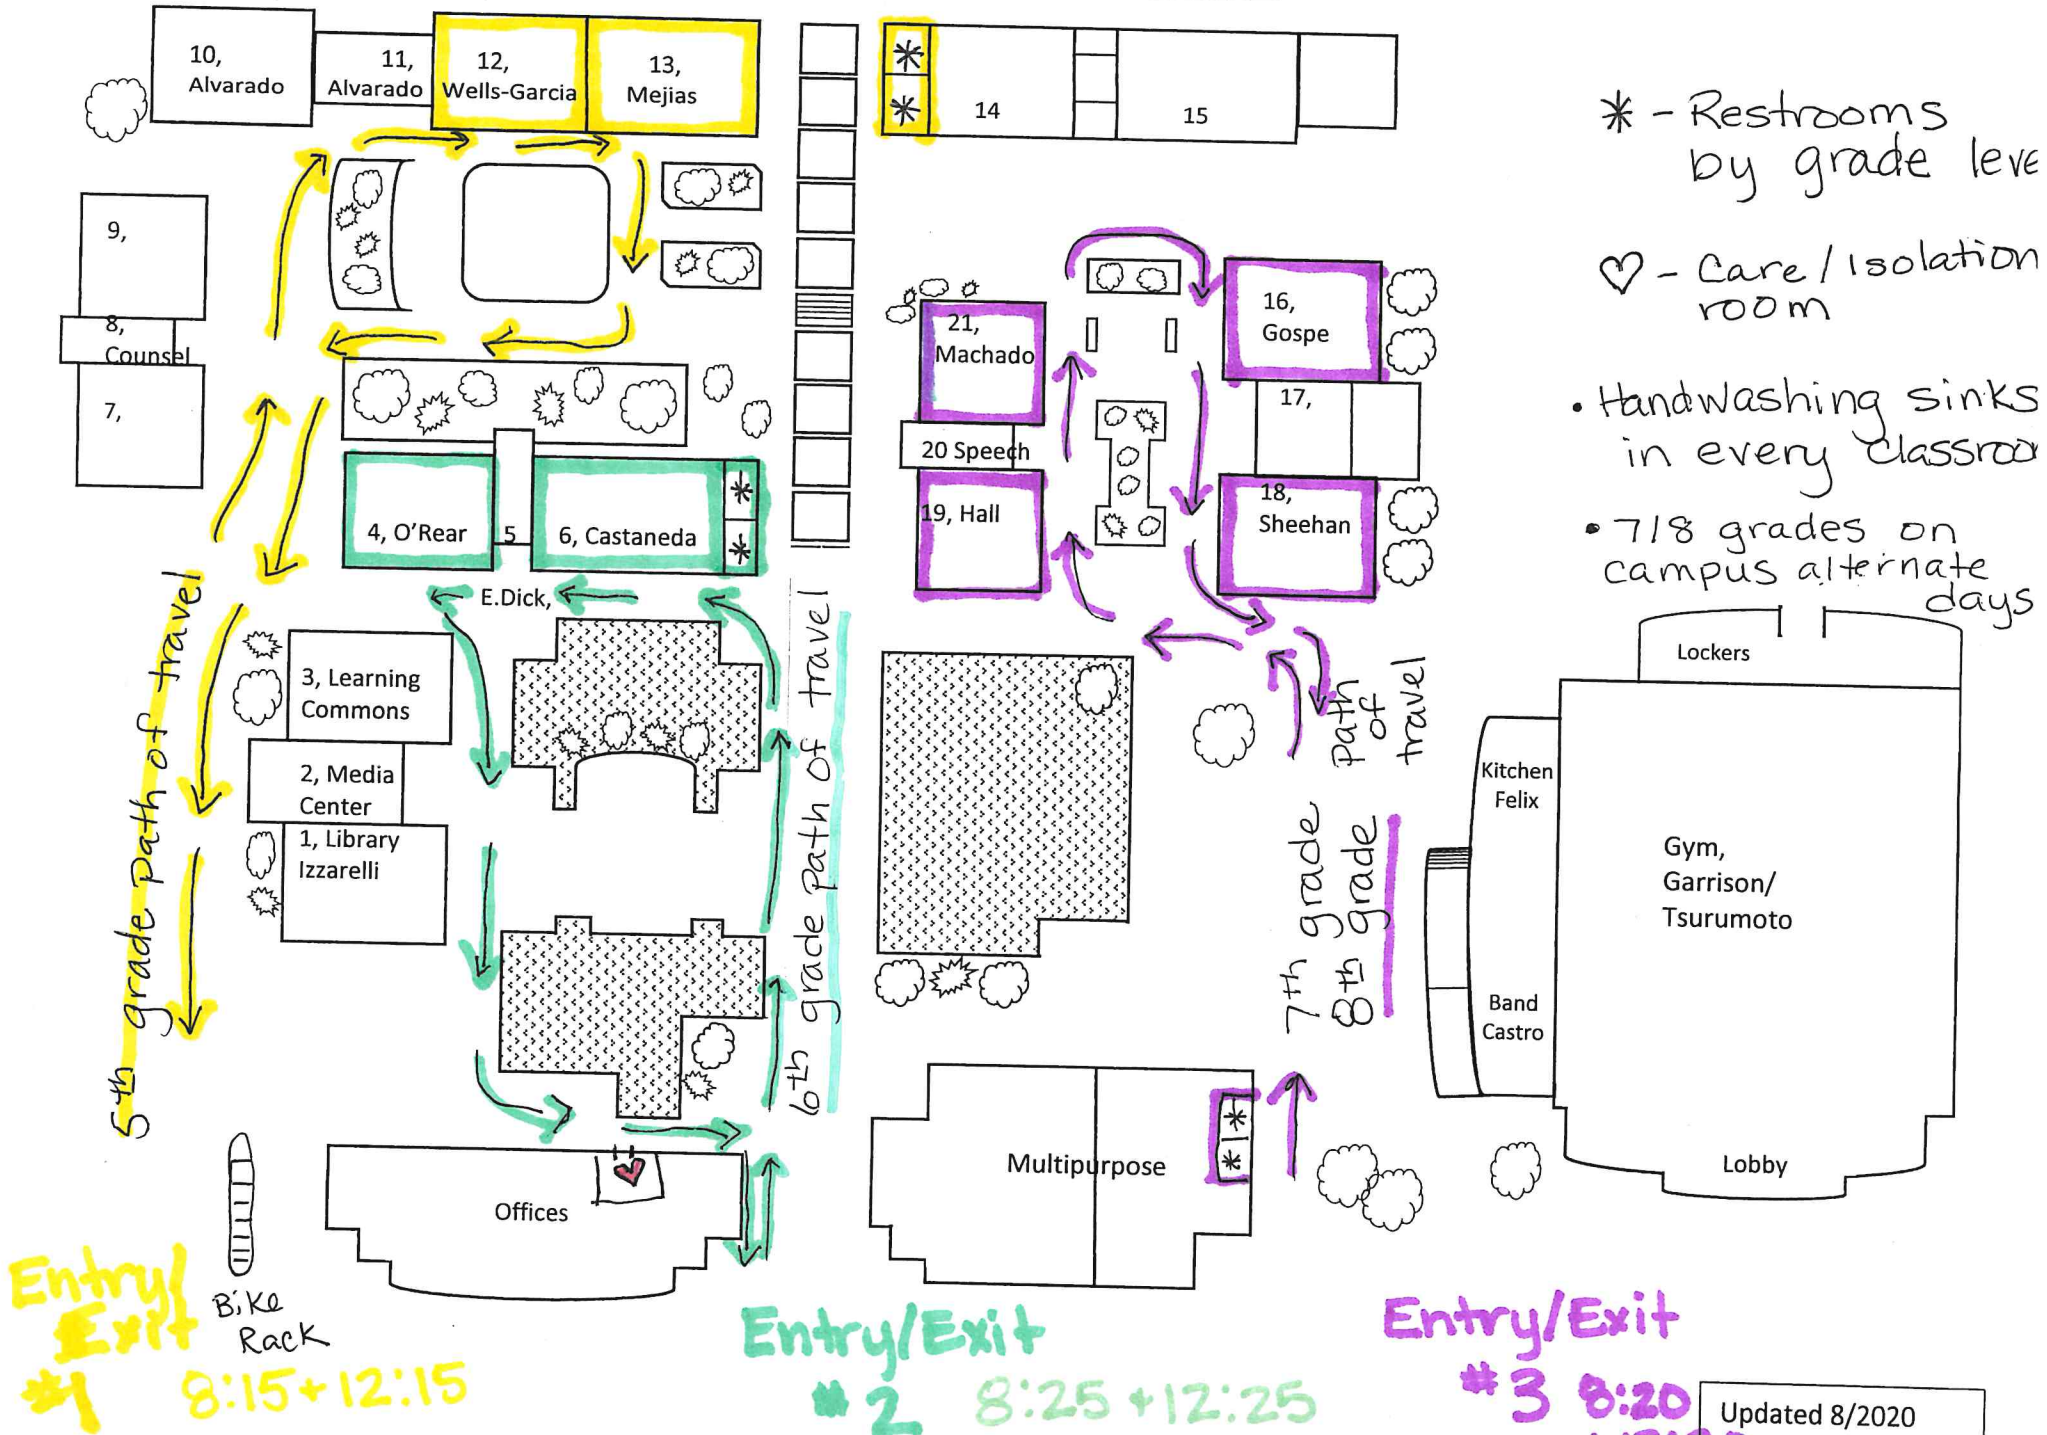 10,
Alvarado
11,
Alvarado
12,
Wells-Garcia
13,
Mejias
14
15
* - Restrooms
by grade leve
♡ - Care / Isolation
room
• Handwashing sinks
in every classroo
• 7/8 grades on
campus alternate
days
9,
8,
Counsel
7,
21,
Machado
20 Speech
19, Hall
16,
Gospe
17,
18,
Sheehan
4, O'Rear
5
6, Castaneda
E.Dick,
3, Learning
Commons
2, Media
Center
1, Library
Izzarelli
5th grade path of travel
6th grade path of travel
7th grade
8th grade
Path
of
travel
Lockers
Kitchen
Felix
Gym,
Garrison/
Tsurumoto
Band
Castro
Lobby
Offices
Multipurpose
Bike
Rack
Entry/
Exit
#1 8:15 + 12:15
Entry/Exit
#2 8:25 + 12:25
Entry/Exit
#3 8:20
Updated 8/2020